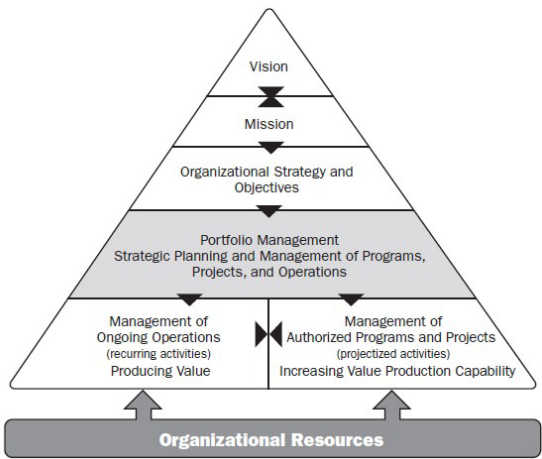 Vision
Mission
Organizational Strategy and
Objectives
Portfolio Management
Strategic Planning and Management of Programs,
Projects, and Operations
Management of
Ongoing Operations
(recurring activities)
Producing Value
Management of
Authorized Programs and Projects
(projectized activities)
Increasing Value Production Capability
Organizational Resources